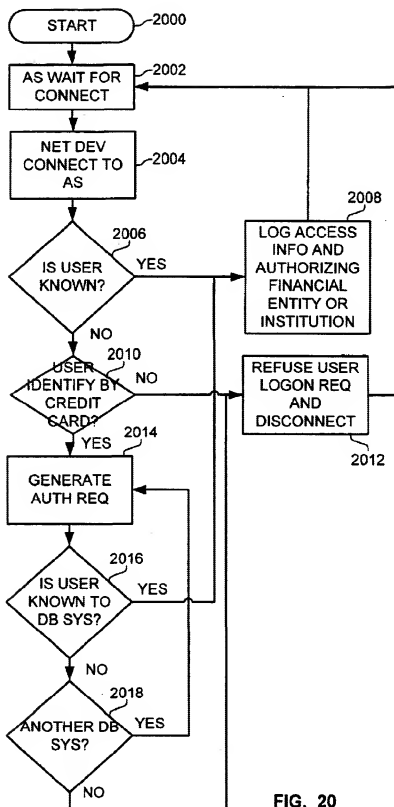 START
2000
AS WAIT FOR
CONNECT
2002
NET DEV
CONNECT TO
AS
2004
2006
IS USER
KNOWN?
YES
NO
2008
LOG ACCESS
INFO AND
AUTHORIZING
FINANCIAL
ENTITY OR
INSTITUTION
2010
USER
IDENTIFY BY
CREDIT
CARD?
NO
YES
REFUSE USER
LOGON REQ
AND
DISCONNECT
2012
2014
GENERATE
AUTH REQ
2016
IS USER
KNOWN TO
DB SYS?
YES
NO
2018
ANOTHER DB
SYS?
YES
NO
FIG. 20